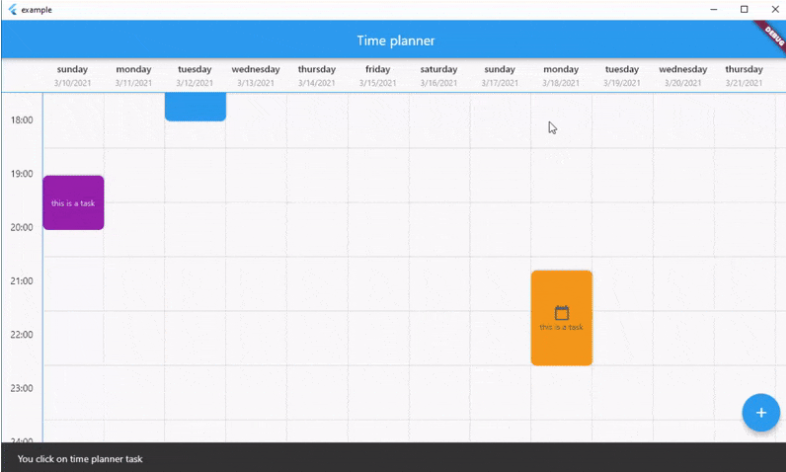 example
Time planner
DEBUG
sunday monday tuesday wednesday thursday friday saturday sunday monday tuesday wednesday thursday
3/10/2021 3/11/2021 3/12/2021 3/13/2021 3/14/2021 3/15/2021 3/16/2021 3/17/2021 3/18/2021 3/19/2021 3/20/2021 3/21/2021
18:00
19:00
this is a task
20:00
21:00
this is a task
22:00
23:00
24:00
+
You click on time planner task